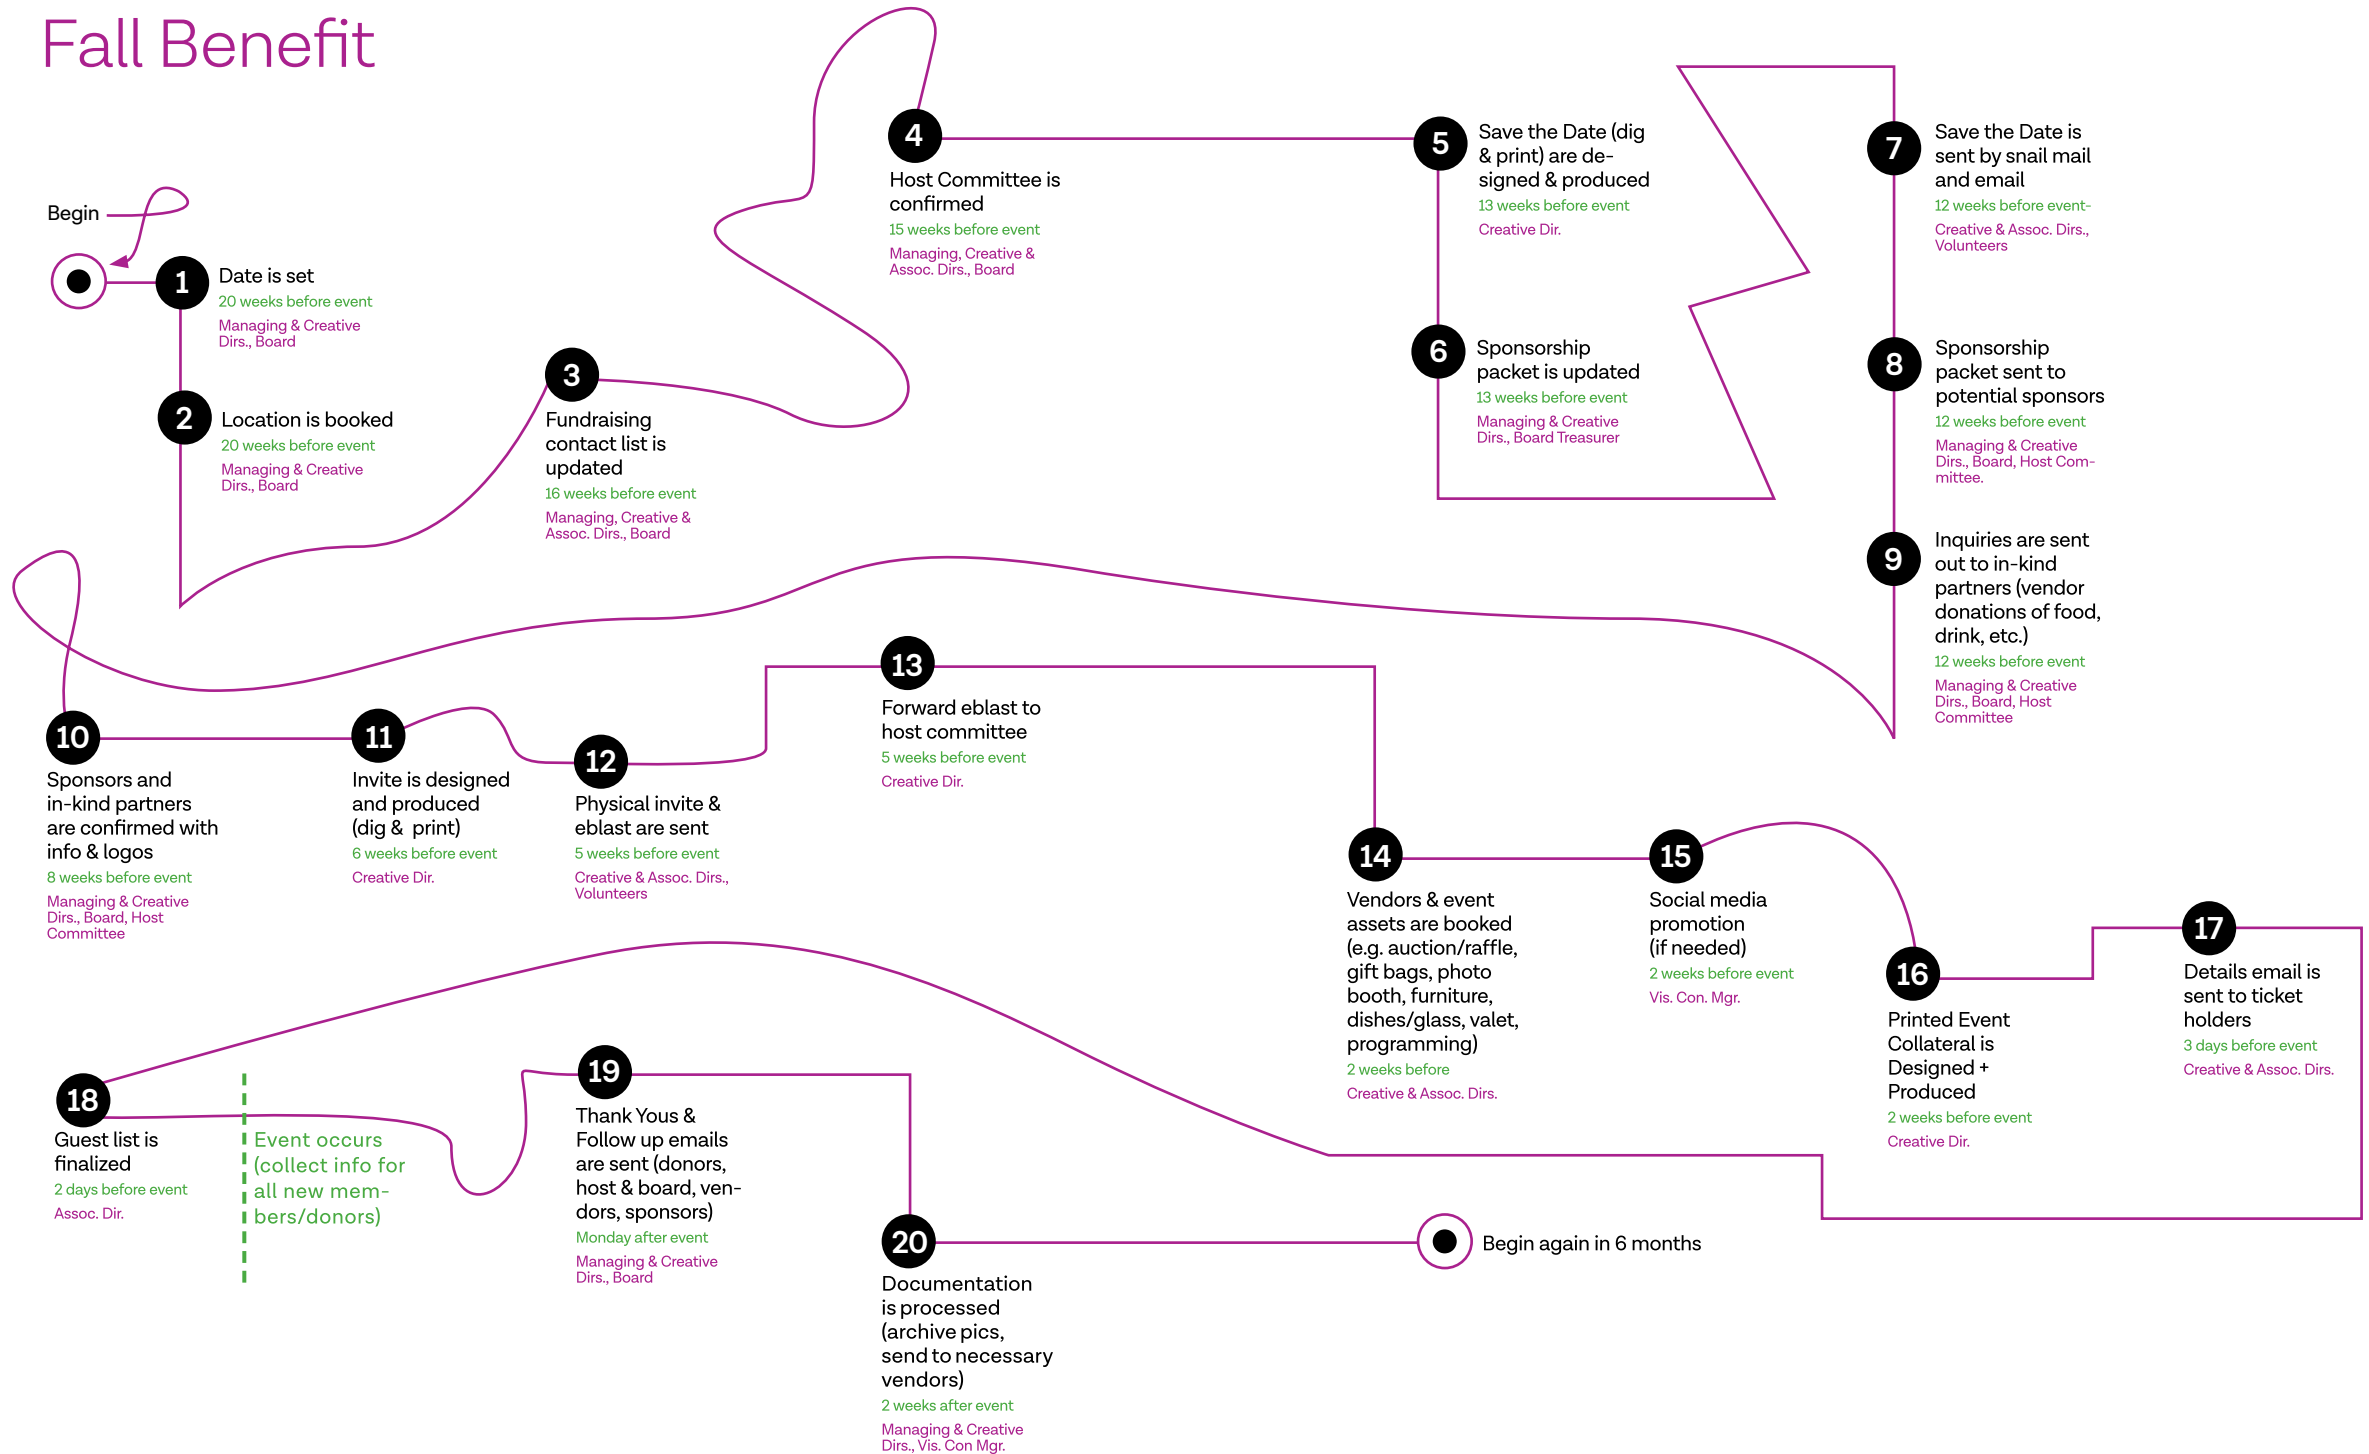 Fall Benefit
Begin
1
Date is set
20 weeks before event
Managing & Creative
Dirs., Board
2
Location is booked
20 weeks before event
Managing & Creative
Dirs., Board
3
Fundraising
contact list is
updated
16 weeks before event
Managing, Creative &
Assoc. Dirs., Board
4
Host Committee is
confirmed
15 weeks before event
Managing, Creative &
Assoc. Dirs., Board
5
Save the Date (dig
& print) are de-
signed & produced
13 weeks before event
Creative Dir.
6
Sponsorship
packet is updated
13 weeks before event
Managing & Creative
Dirs., Board Treasurer
7
Save the Date is
sent by snail mail
and email
12 weeks before event-
Creative & Assoc. Dirs.,
Volunteers
8
Sponsorship
packet sent to
potential sponsors
12 weeks before event
Managing & Creative
Dirs., Board, Host Com-
mittee.
9
Inquiries are sent
out to in-kind
partners (vendor
donations of food,
drink, etc.)
12 weeks before event
Managing & Creative
Dirs., Board, Host
Committee
10
Sponsors and
in-kind partners
are confirmed with
info & logos
8 weeks before event
Managing & Creative
Dirs., Board, Host
Committee
11
Invite is designed
and produced
(dig & print)
6 weeks before event
Creative Dir.
12
Physical invite &
eblast are sent
5 weeks before event
Creative & Assoc. Dirs.,
Volunteers
13
Forward eblast to
host committee
5 weeks before event
Creative Dir.
14
Vendors & event
assets are booked
(e.g. auction/raffle,
gift bags, photo
booth, furniture,
dishes/glass, valet,
programming)
2 weeks before
Creative & Assoc. Dirs.
15
Social media
promotion
(if needed)
2 weeks before event
Vis. Con. Mgr.
16
Printed Event
Collateral is
Designed +
Produced
2 weeks before event
Creative Dir.
17
Details email is
sent to ticket
holders
3 days before event
Creative & Assoc. Dirs.
18
Guest list is
finalized
2 days before event
Assoc. Dir.
Event occurs
(collect info for
all new mem-
bers/donors)
19
Thank Yous &
Follow up emails
are sent (donors,
host & board, ven-
dors, sponsors)
Monday after event
Managing & Creative
Dirs., Board
20
Documentation
is processed
(archive pics,
send to necessary
vendors)
2 weeks after event
Managing & Creative
Dirs., Vis. Con Mgr.
Begin again in 6 months